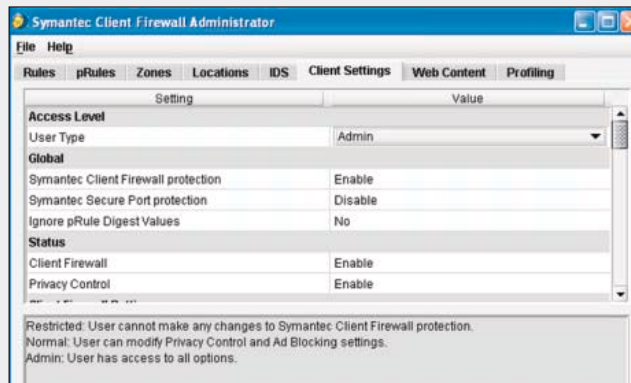 Symantec Client Firewall Administrator
File Help
Rules pRules Zones Locations IDS Client Settings Web Content Profiling
Setting Value
Access Level
User Type Admin
Global
Symantec Client Firewall protection Enable
Symantec Secure Port protection Disable
Ignore pRule Digest Values No
Status
Client Firewall Enable
Privacy Control Enable
Restricted: User cannot make any changes to Symantec Client Firewall protection.
Normal: User can modify Privacy Control and Ad Blocking settings.
Admin: User has access to all options.